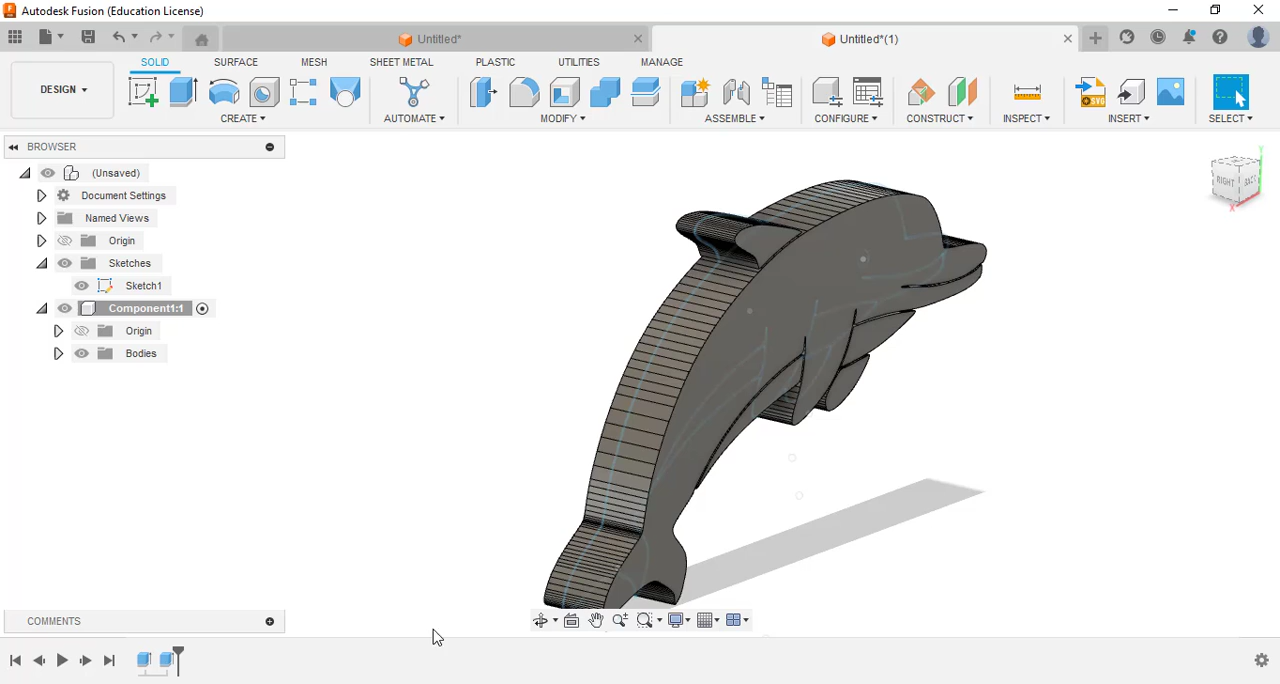 Autodesk Fusion (Education License)
Untitled*
Untitled*(1)
SOLID
SURFACE
MESH
SHEET METAL
PLASTIC
UTILITIES
MANAGE
DESIGN
CREATE
AUTOMATE
MODIFY
ASSEMBLE
CONFIGURE
CONSTRUCT
INSPECT
INSERT
SELECT
SVG
BROWSER
(Unsaved)
Document Settings
Named Views
Origin
Sketches
Sketch1
Component1:1
Origin
Bodies
RIGHT
BACK
Y
X
COMMENTS